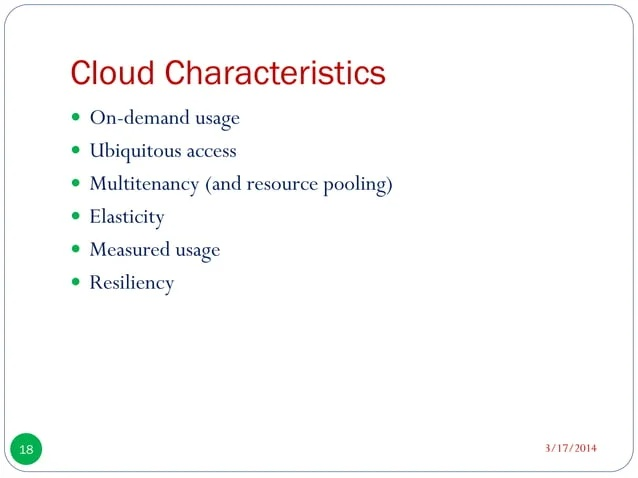 Cloud Characteristics
On-demand usage
Ubiquitous access
Multitenancy (and resource pooling)
Elasticity
Measured usage
Resiliency
18
3/17/2014